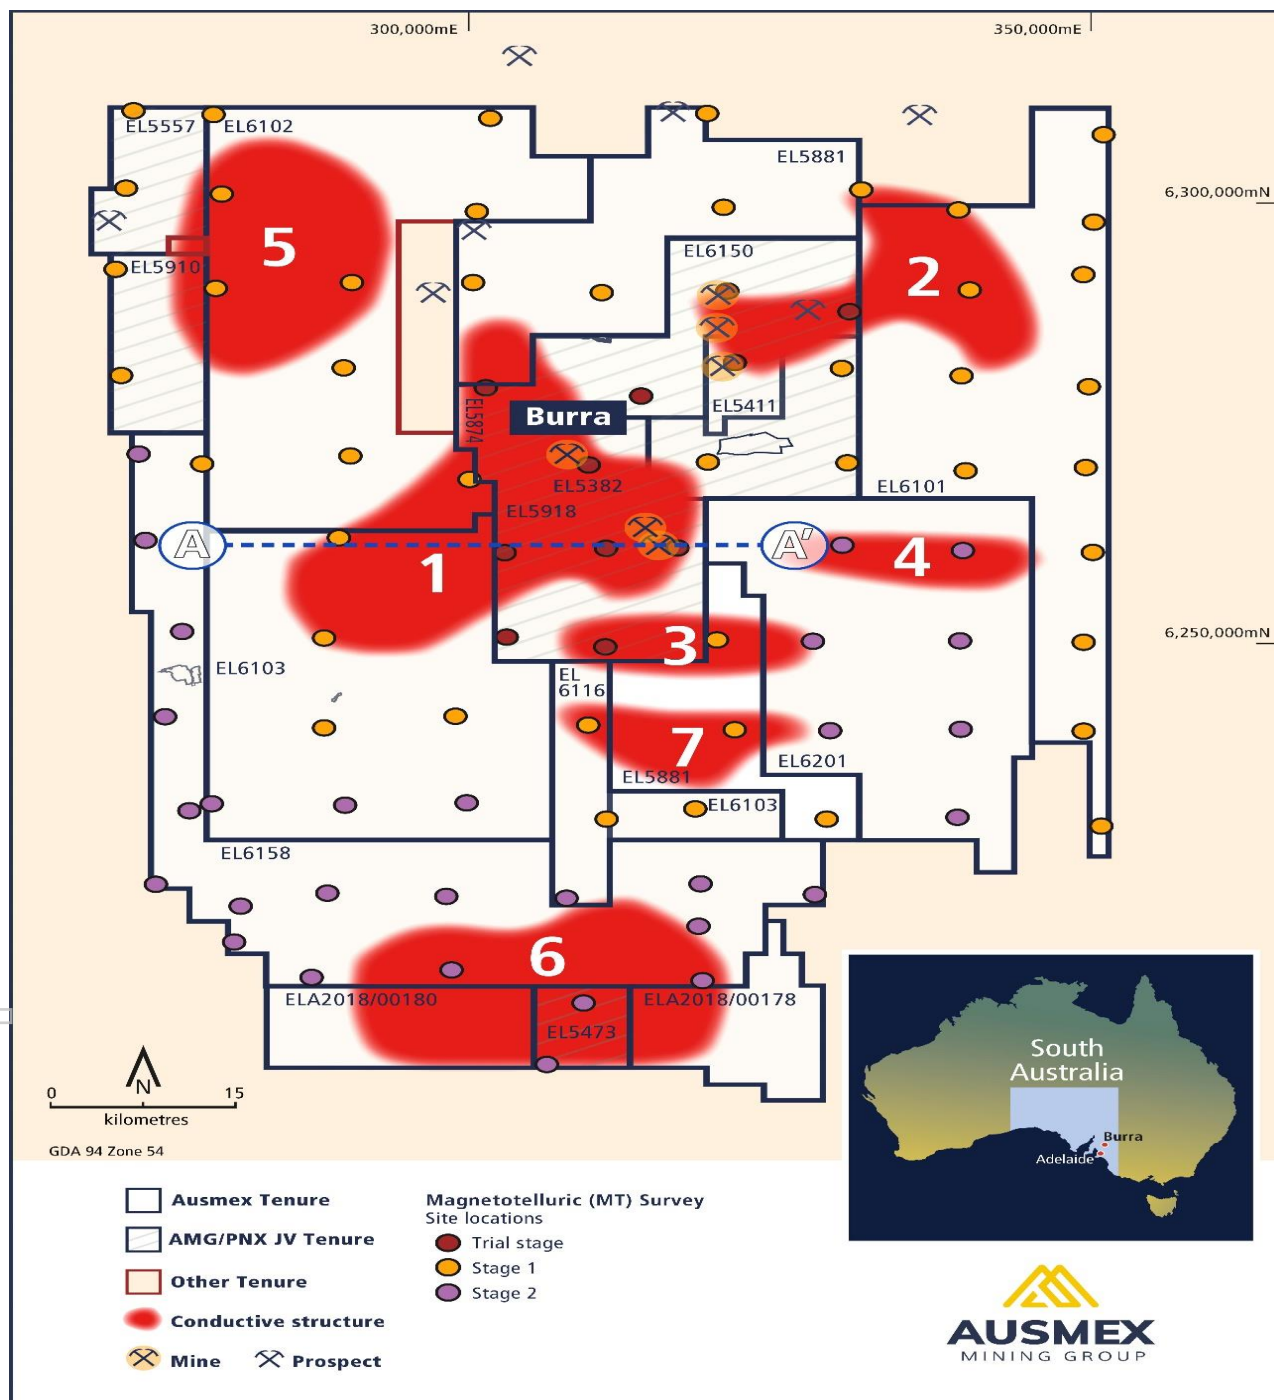 300,000mE
350,000mE
EL5557
EL6102
EL5881
6,300,000mN
5
EL6150
2
EL5910
EL5874
Burra
EL5411
EL5382
EL6101
EL5918
A
A'
1
4
3
6,250,000mN
EL6103
EL
6116
7
EL6201
EL5881
EL6103
EL6158
6
ELA2018/00180
ELA2018/00178
EL5473
N
0
15
kilometres
GDA 94 Zone 54
South
Australia
Burra
Adelaide
Ausmex Tenure
AMG/PNX JV Tenure
Other Tenure
Conductive structure
Mine
Prospect
Magnetotelluric (MT) Survey
Site locations
Trial stage
Stage 1
Stage 2
AUSMEX
MINING GROUP